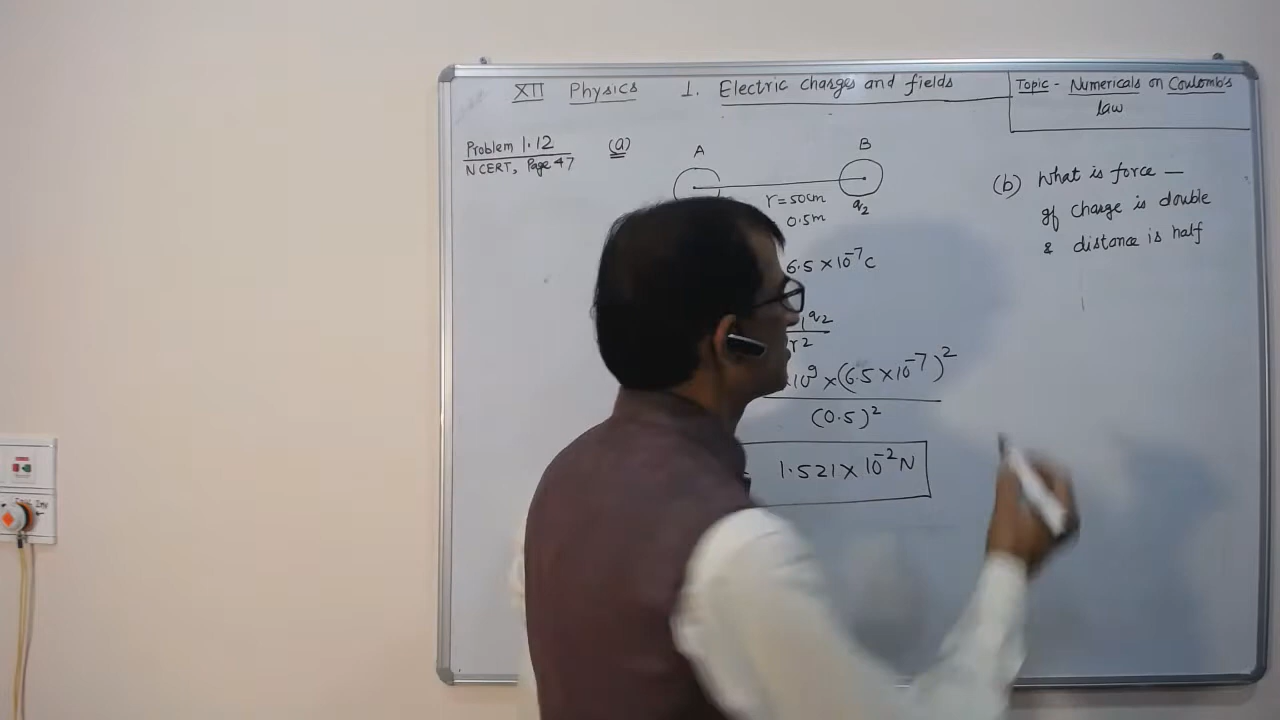 XII Physics 1. Electric charges and fields
Topic - Numericals on Coulomb's
law
Problem 1.12
NCERT, Page 47
(a)
A
B
r = 50cm
0.5m
q2
6.5 × 10⁻⁷ C
q2
r²
10⁹ × (6.5 × 10⁻⁷)²
(0.5)²
1.521 × 10⁻² N
(b) What is force —
If charge is double
& distance is half